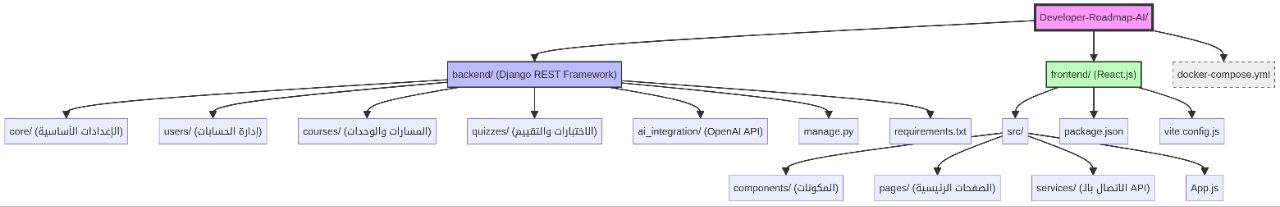 Developer-Roadmap-AI/
backend/ (Django REST Framework)
frontend/ (React.js)
docker-compose.yml
core/ (الإعدادات الأساسية)
users/ (إدارة الحسابات)
courses/ (المسارات والوحدات)
quizzes/ (الاختبارات والتقييم)
ai_integration/ (OpenAI API)
manage.py
requirements.txt
src/
package.json
vite.config.js
components/ (المكونات)
pages/ (الصفحات الرئيسية)
services/ (الاتصال بالـ API)
App.js